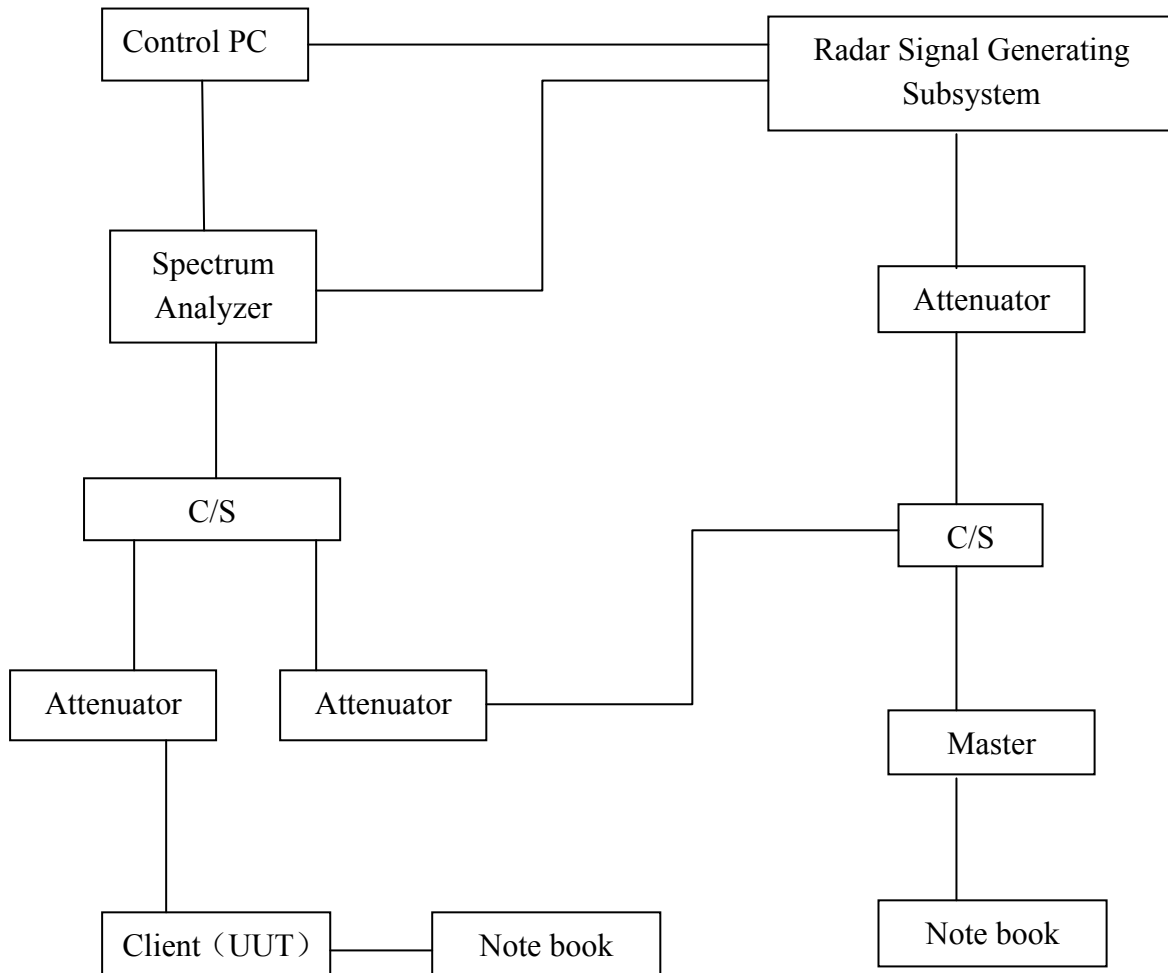 Control PC
Radar Signal Generating
Subsystem
Spectrum
Analyzer
Attenuator
C/S
C/S
Attenuator
Attenuator
Master
Client（UUT）
Note book
Note book